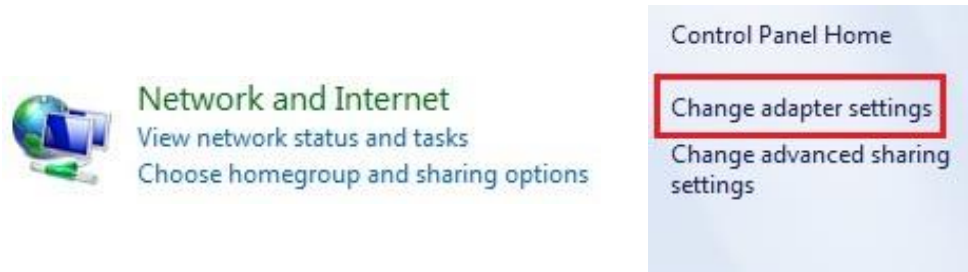 Network and Internet
View network status and tasks
Choose homegroup and sharing options
Control Panel Home
Change adapter settings
Change advanced sharing
settings